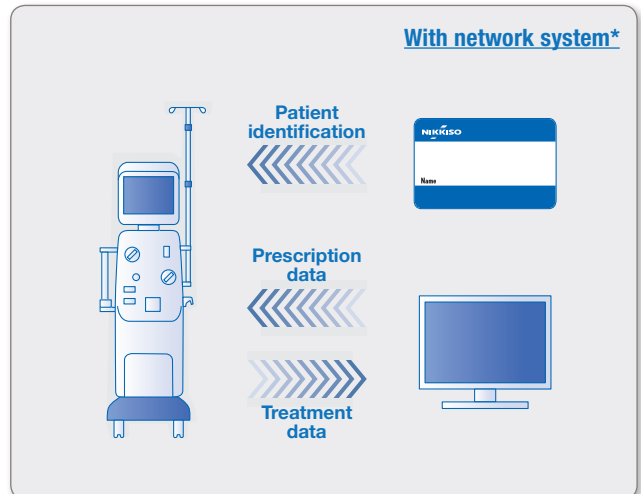 With network system*
Patient
identification
NIKKISO
Name
Prescription
data
Treatment
data